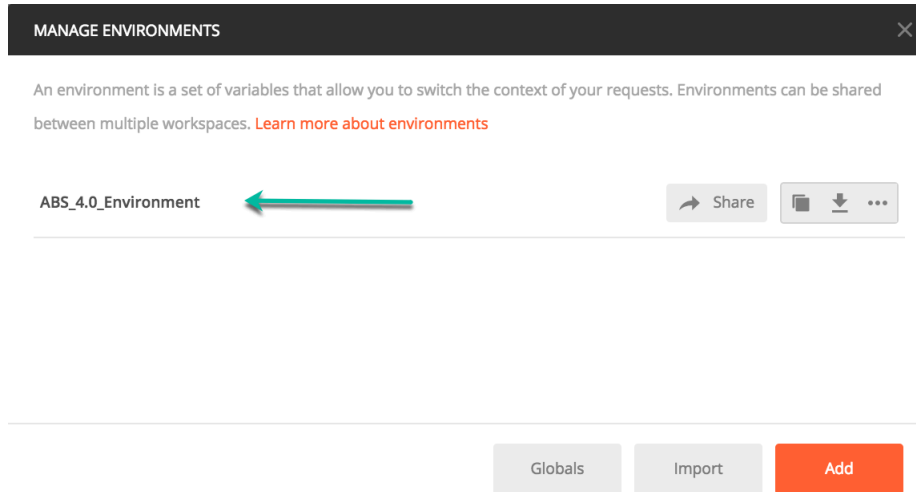 MANAGE ENVIRONMENTS
An environment is a set of variables that allow you to switch the context of your requests. Environments can be shared
between multiple workspaces. Learn more about environments
ABS_4.0_Environment Share
Globals Import Add